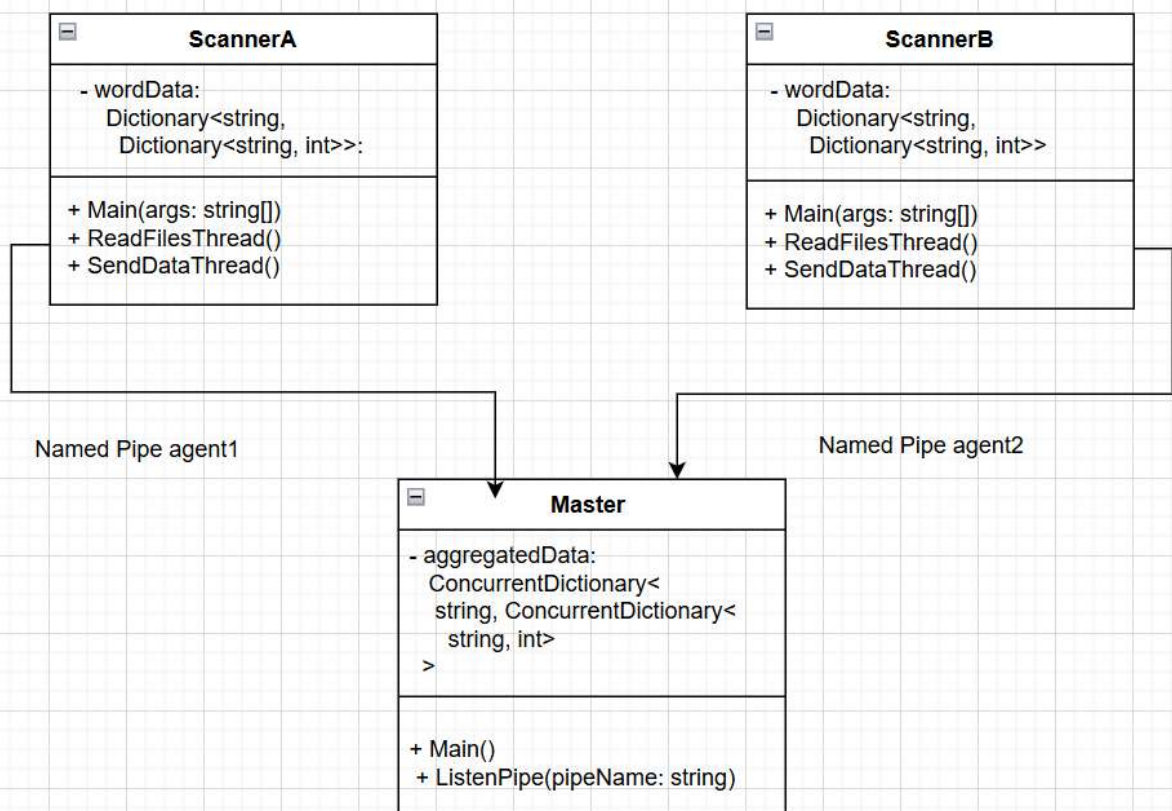 ScannerA
- wordData:
Dictionary<string,
Dictionary<string, int>>:
+ Main(args: string[])
+ ReadFilesThread()
+ SendDataThread()
ScannerB
- wordData:
Dictionary<string,
Dictionary<string, int>>
+ Main(args: string[])
+ ReadFilesThread()
+ SendDataThread()
Named Pipe agent1
Named Pipe agent2
Master
- aggregatedData:
ConcurrentDictionary<
string, ConcurrentDictionary<
string, int>
>
+ Main()
+ ListenPipe(pipeName: string)